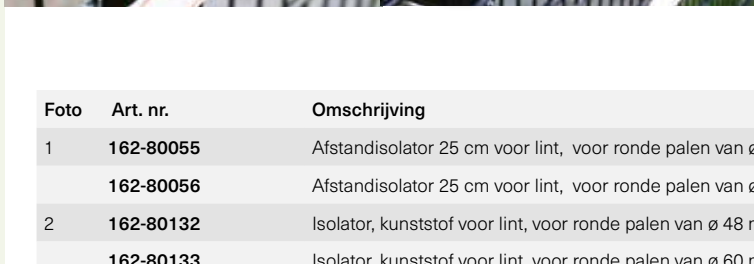 Foto Art. nr. Omschrijving
1 162-80055 Afstandisolator 25 cm voor lint, voor ronde palen van ø
162-80056 Afstandisolator 25 cm voor lint, voor ronde palen van ø
2 162-80132 Isolator, kunststof voor lint, voor ronde palen van ø 48
162-80133 Isolator, kunststof voor lint, voor ronde palen van ø 60